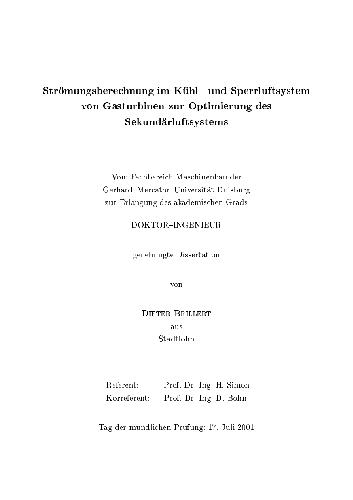 Strömungsberechnung im Kühl- und Sperrluftsystem
von Gasturbinen zur Optimierung des
Sekundärluftsystems
Vom Fachbereich Maschinenbau der
Gerhard-Mercator-Universität Duisburg
zur Erlangung des akademischen Grads
DOKTOR-INGENIEUR
genehmigte Dissertation
von
DIETER BRILLERT
aus
Stadtlohn
Referent: Prof. Dr.-Ing. H. Simon
Korreferent: Prof. Dr.-Ing. D. Bohn
Tag der mündlichen Prüfung: 17. Juli 2001